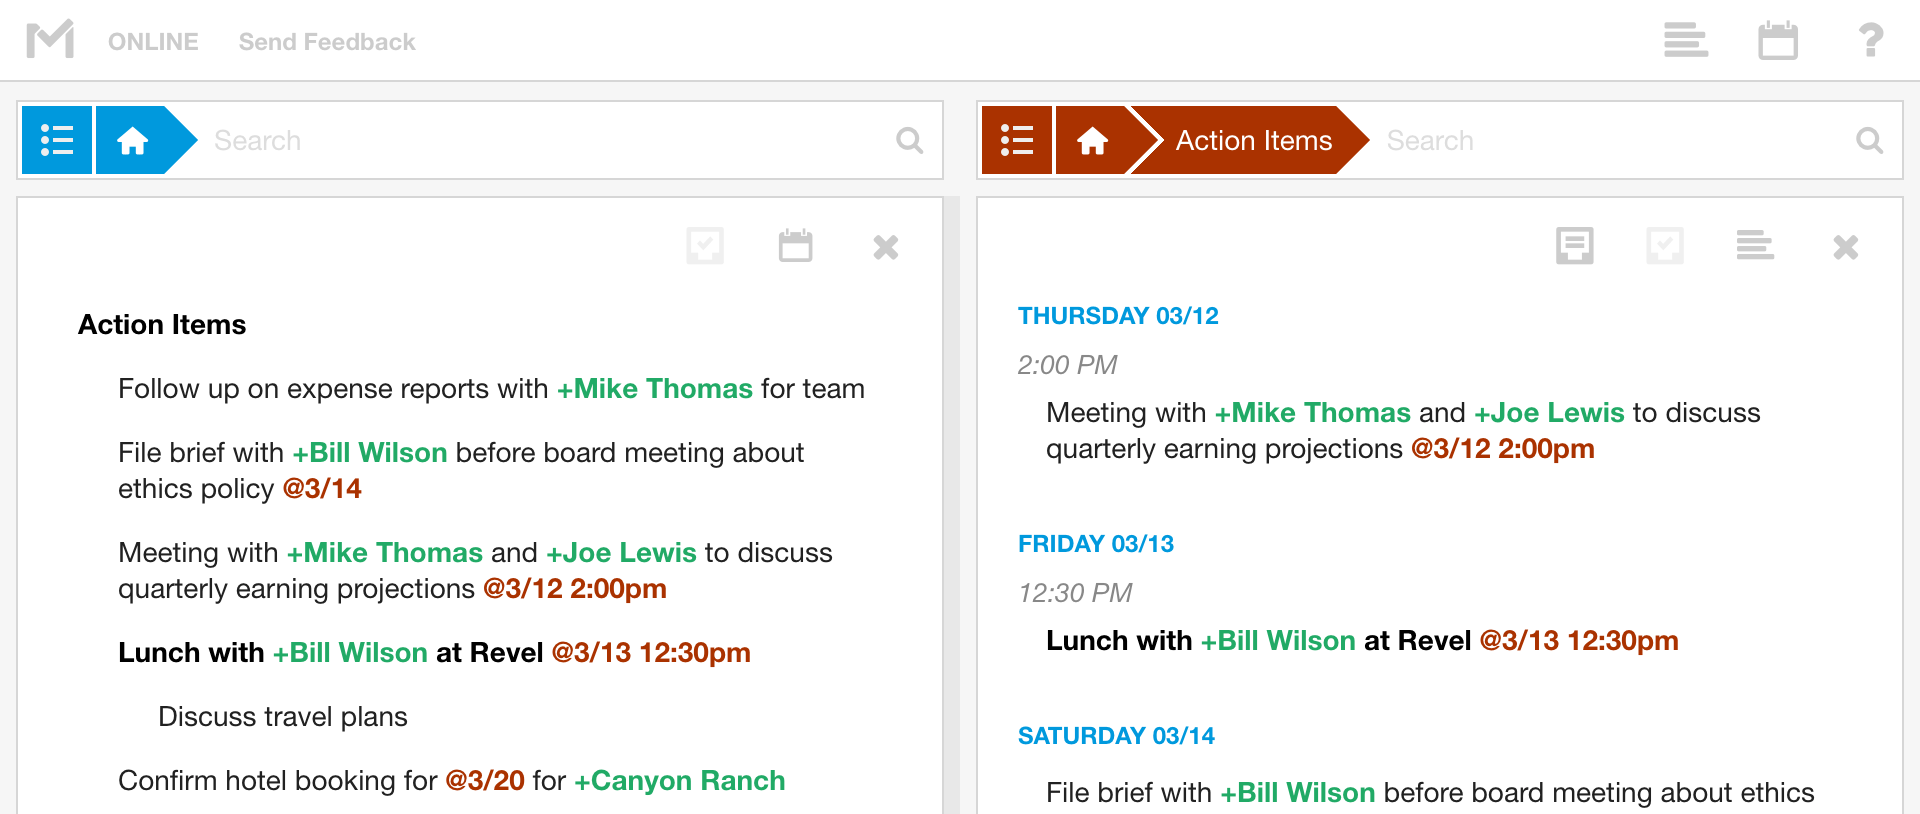 ONLINE Send Feedback
Search
Action Items Search
Action Items
Follow up on expense reports with +Mike Thomas for team
File brief with +Bill Wilson before board meeting about
ethics policy @3/14
Meeting with +Mike Thomas and +Joe Lewis to discuss
quarterly earning projections @3/12 2:00pm
Lunch with +Bill Wilson at Revel @3/13 12:30pm
Discuss travel plans
Confirm hotel booking for @3/20 for +Canyon Ranch
THURSDAY 03/12
2:00 PM
Meeting with +Mike Thomas and +Joe Lewis to discuss
quarterly earning projections @3/12 2:00pm
FRIDAY 03/13
12:30 PM
Lunch with +Bill Wilson at Revel @3/13 12:30pm
SATURDAY 03/14
File brief with +Bill Wilson before board meeting about ethics